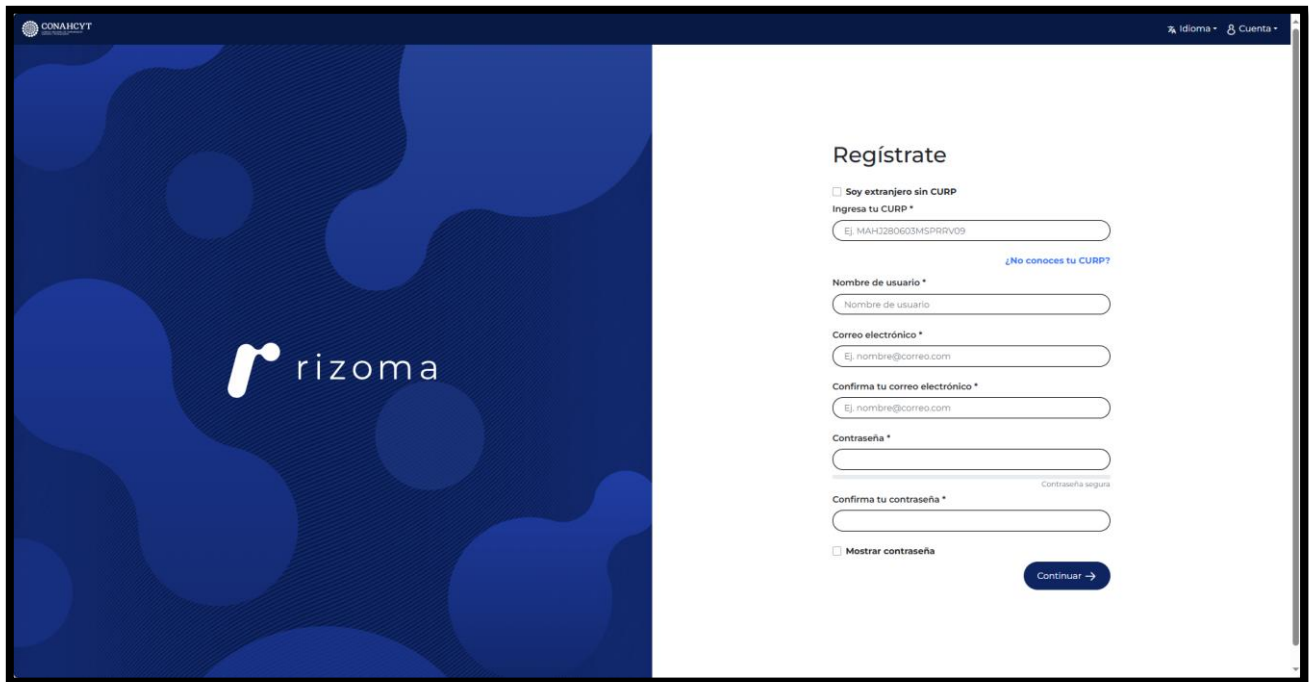 CONAHCYT
Idioma
Cuenta
rizoma
Regístrate
Soy extranjero sin CURP
Ingresa tu CURP *
Ej. MAHJ280603MSPRRV09
¿No conoces tu CURP?
Nombre de usuario *
Nombre de usuario
Correo electrónico *
Ej. nombre@correo.com
Confirma tu correo electrónico *
Ej. nombre@correo.com
Contraseña *
Contraseña segura
Confirma tu contraseña *
Mostrar contraseña
Continuar →